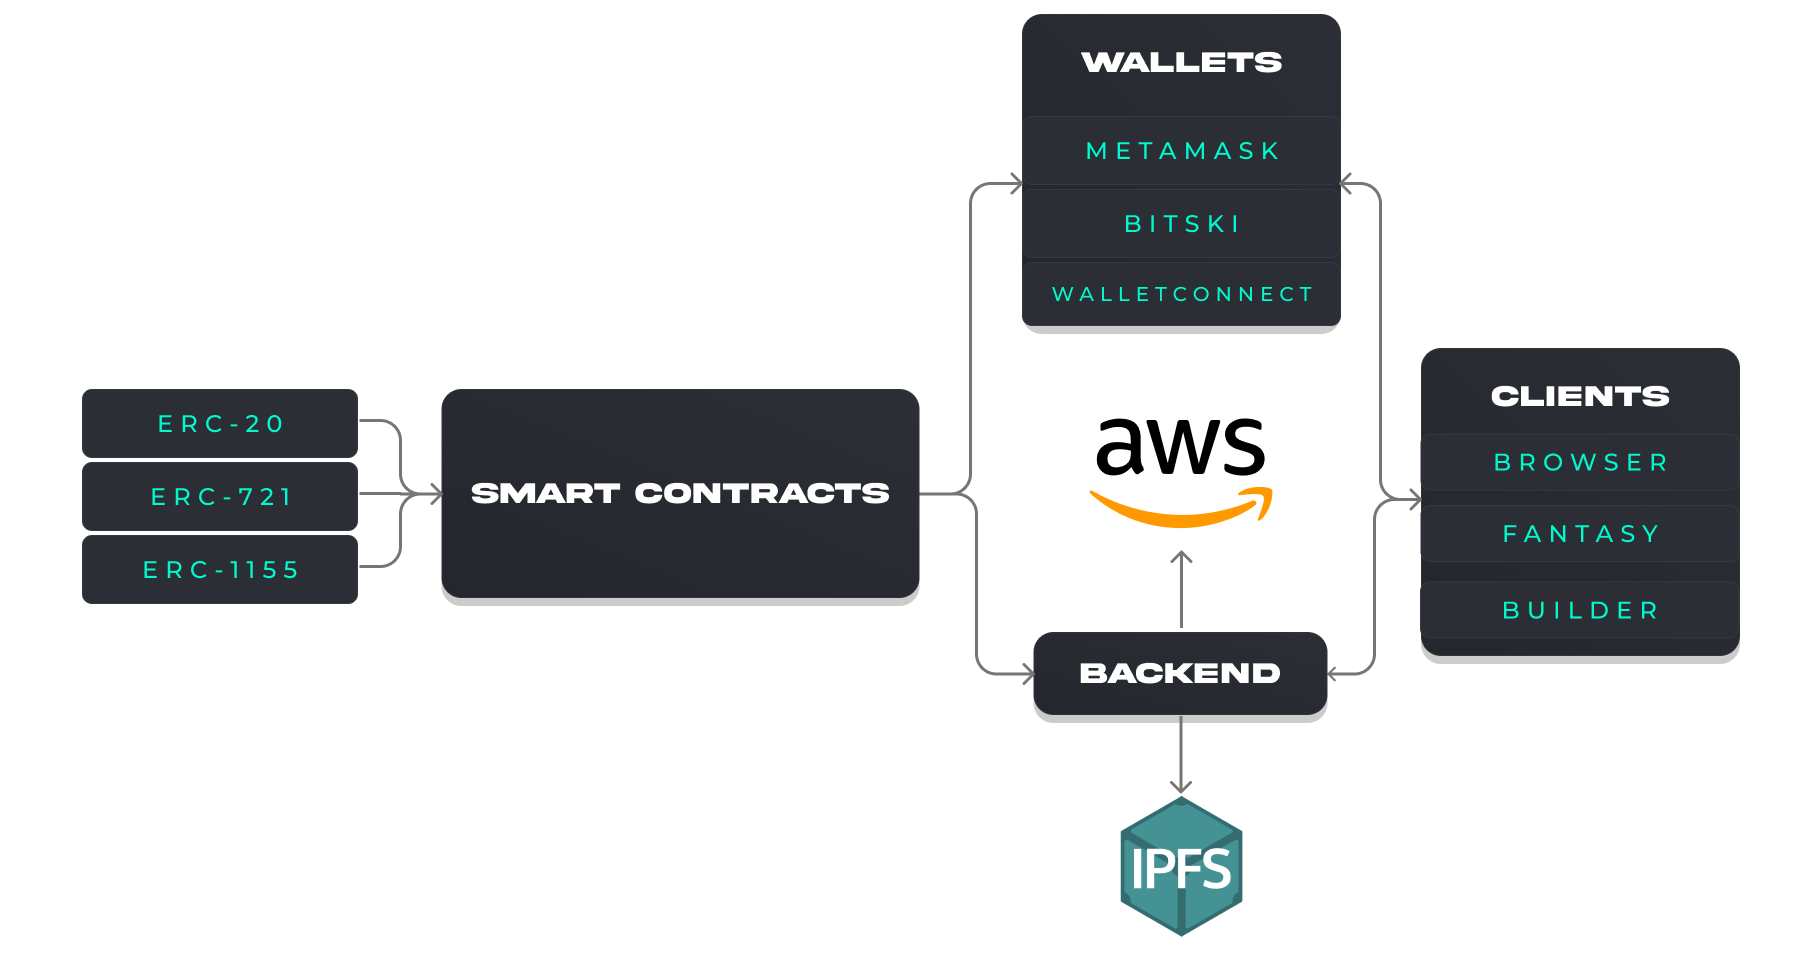 WALLETS
METAMASK
BITSKI
WALLETCONNECT
ERC-20
ERC-721
ERC-1155
SMART CONTRACTS
aws
BACKEND
IPFS
CLIENTS
BROWSER
FANTASY
BUILDER